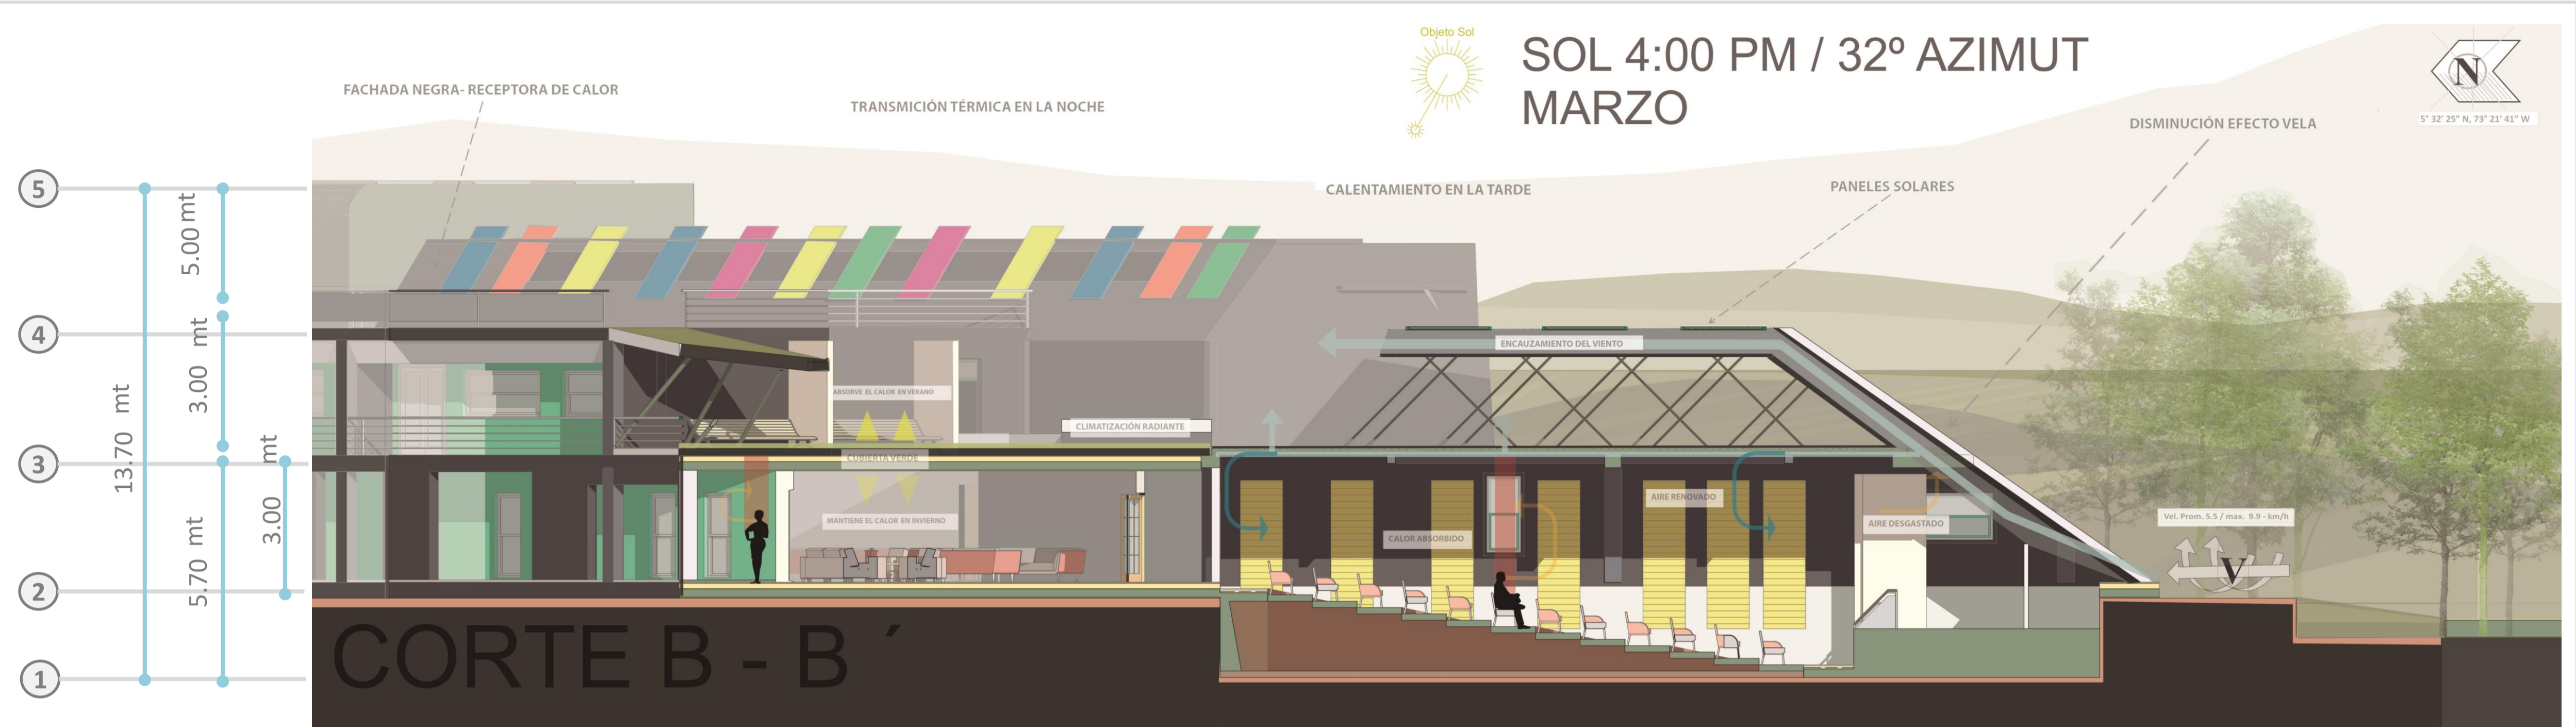 Objeto Sol
SOL 4:00 PM / 32º AZIMUT
MARZO
N
5° 32' 25" N, 73° 21' 41" W
FACHADA NEGRA- RECEPTORA DE CALOR
TRANSMICIÓN TÉRMICA EN LA NOCHE
DISMINUCIÓN EFECTO VELA
CALENTAMIENTO EN LA TARDE
PANELES SOLARES
5
5.00 mt
4
ENCAUZAMIENTO DEL VIENTO
3.00 mt
ABSORVE EL CALOR EN VERANO
13.70 mt
CLIMATIZACIÓN RADIANTE
3
CUBIERTA VERDE
3.00 mt
AIRE RENOVADO
5.70 mt
MANTIENE EL CALOR EN INVIERNO
CALOR ABSORBIDO
AIRE DESGASTADO
Vel. Prom. 5.5 / max. 9.9 - km/h
V
2
CORTE B - B ´
1